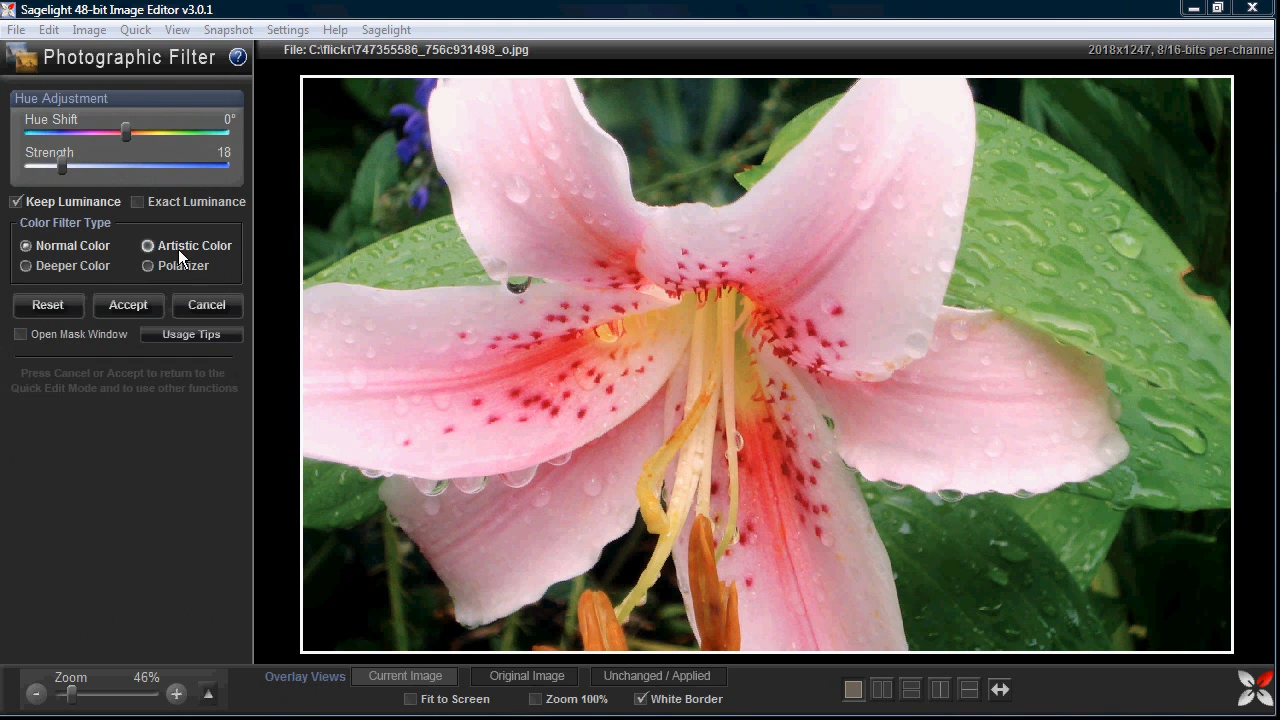 Sagelight 48-bit Image Editor v3.0.1
File Edit Image Quick View Snapshot Settings Help Sagelight
Photographic Filter ?
File: C:\flickr\747355586_756c931498_o.jpg
2018x1247, 8/16-bits per-channe
Hue Adjustment
Hue Shift 0°
Strength 18
Keep Luminance Exact Luminance
Color Filter Type
Normal Color Artistic Color
Deeper Color Polarizer
Reset Accept Cancel
Open Mask Window Usage Tips
Press Cancel or Accept to return to the
Quick Edit Mode and to use other functions
Zoom 46%
Overlay Views Current Image Original Image Unchanged / Applied
Fit to Screen Zoom 100% White Border